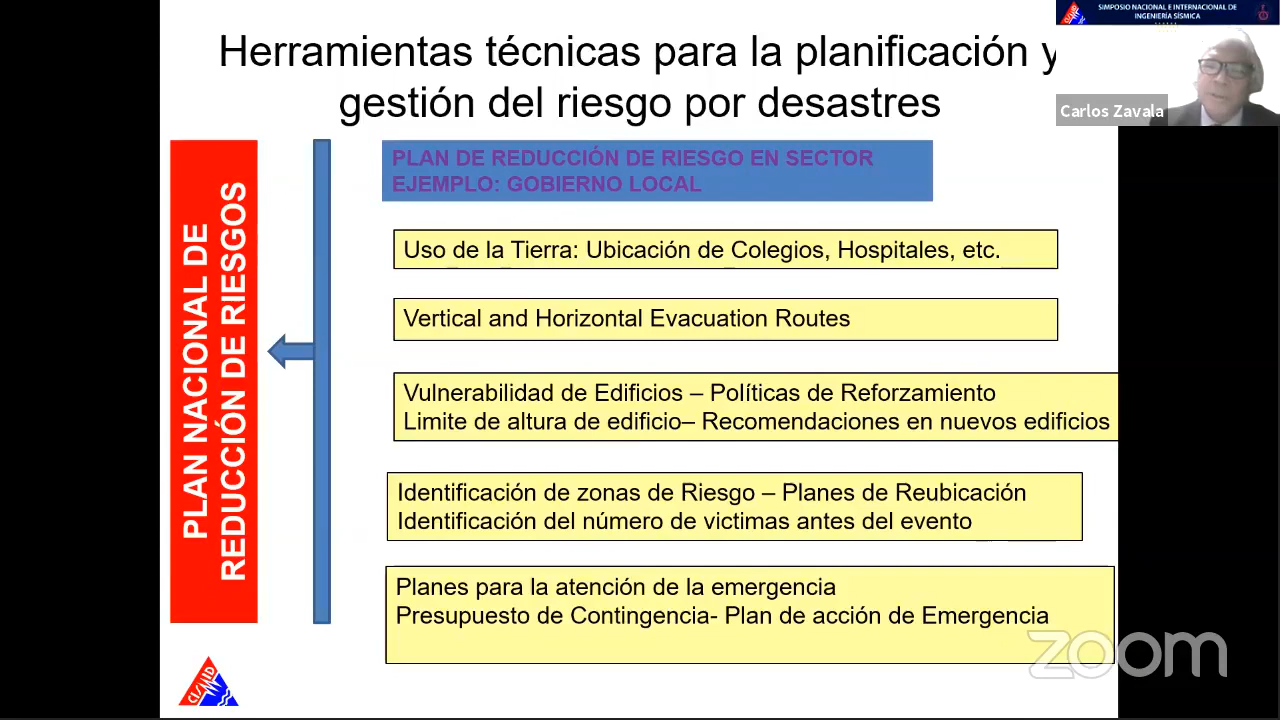 SIMPOSIO NACIONAL E INTERNACIONAL DE
INGENIERÍA SÍSMICA
Carlos Zavala
Herramientas técnicas para la planificación y
gestión del riesgo por desastres
PLAN NACIONAL DE
REDUCCIÓN DE RIESGOS
PLAN DE REDUCCIÓN DE RIESGO EN SECTOR
EJEMPLO: GOBIERNO LOCAL
Uso de la Tierra: Ubicación de Colegios, Hospitales, etc.
Vertical and Horizontal Evacuation Routes
Vulnerabilidad de Edificios – Políticas de Reforzamiento
Limite de altura de edificio– Recomendaciones en nuevos edificios
Identificación de zonas de Riesgo – Planes de Reubicación
Identificación del número de victimas antes del evento
Planes para la atención de la emergencia
Presupuesto de Contingencia- Plan de acción de Emergencia
CISMID
zoom